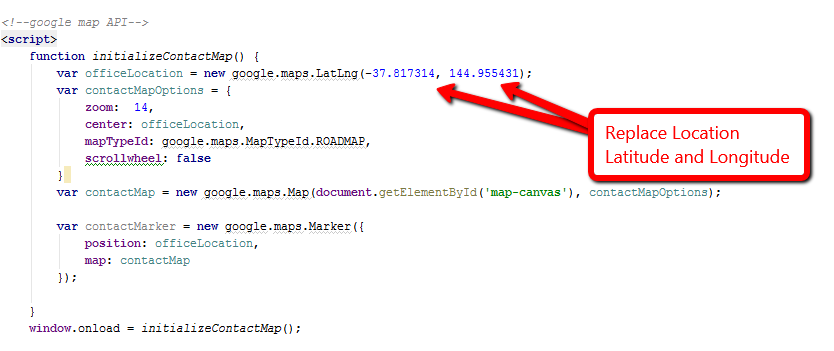 <!--google map API-->
<script>
function initializeContactMap() {
var officeLocation = new google.maps.LatLng(-37.817314, 144.955431);
var contactMapOptions = {
zoom: 14,
center: officeLocation,
mapTypeId: google.maps.MapTypeId.ROADMAP,
scrollwheel: false
}
Replace Location
Latitude and Longitude
var contactMap = new google.maps.Map(document.getElementById('map-canvas'), contactMapOptions);
var contactMarker = new google.maps.Marker({
position: officeLocation,
map: contactMap
});
}
window.onload = initializeContactMap();